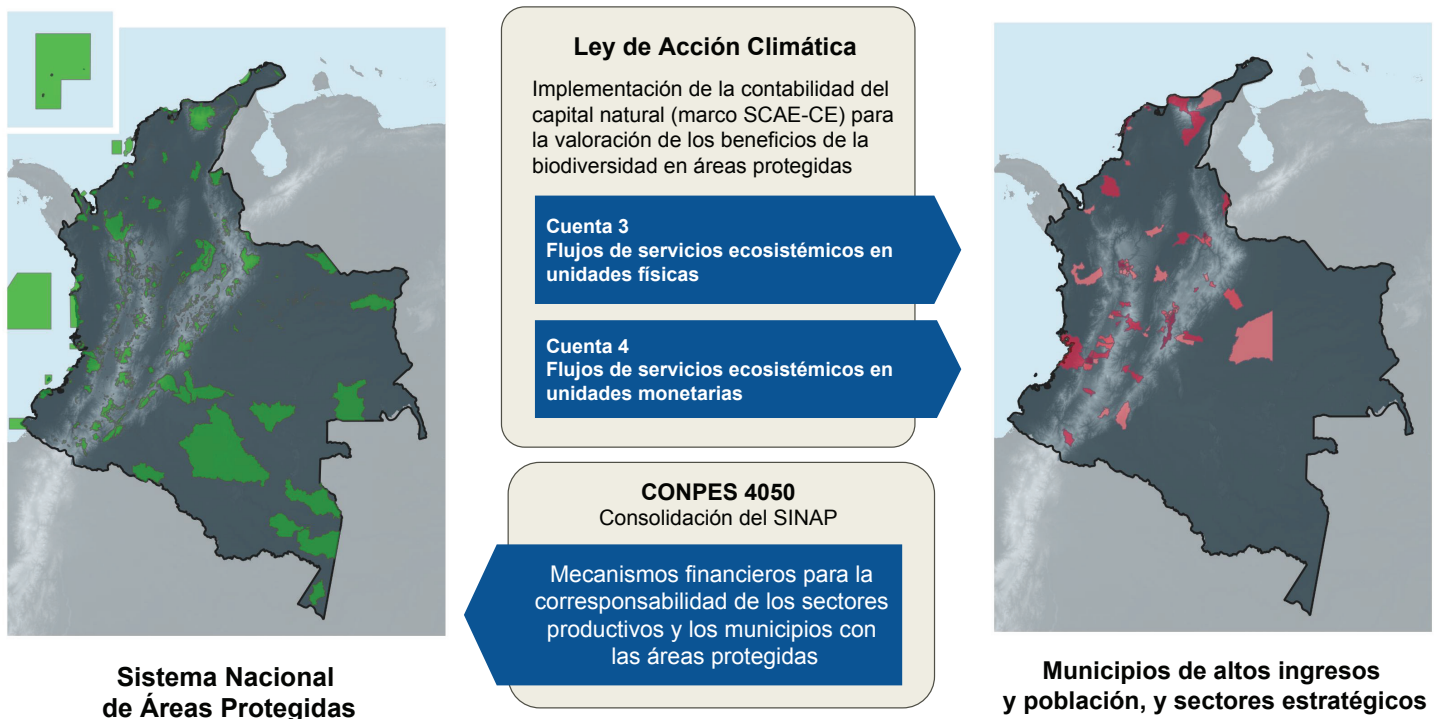 Ley de Acción Climática
Implementación de la contabilidad del
capital natural (marco SCAE-CE) para
la valoración de los beneficios de la
biodiversidad en áreas protegidas
Cuenta 3
Flujos de servicios ecosistémicos en
unidades físicas
Cuenta 4
Flujos de servicios ecosistémicos en
unidades monetarias
CONPES 4050
Consolidación del SINAP
Mecanismos financieros para la
corresponsabilidad de los sectores
productivos y los municipios con
las áreas protegidas
Sistema Nacional
de Áreas Protegidas
Municipios de altos ingresos
y población, y sectores estratégicos